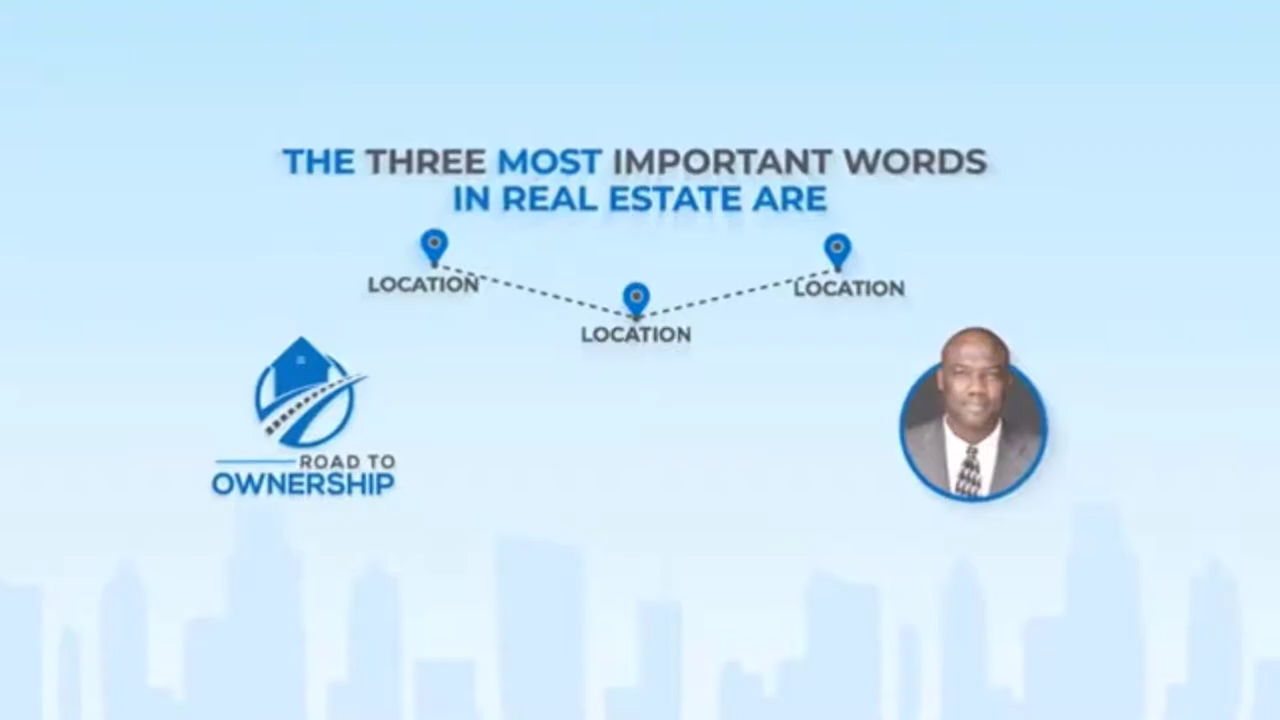 THE THREE MOST IMPORTANT WORDS
IN REAL ESTATE ARE
LOCATION
LOCATION
LOCATION
ROAD TO
OWNERSHIP